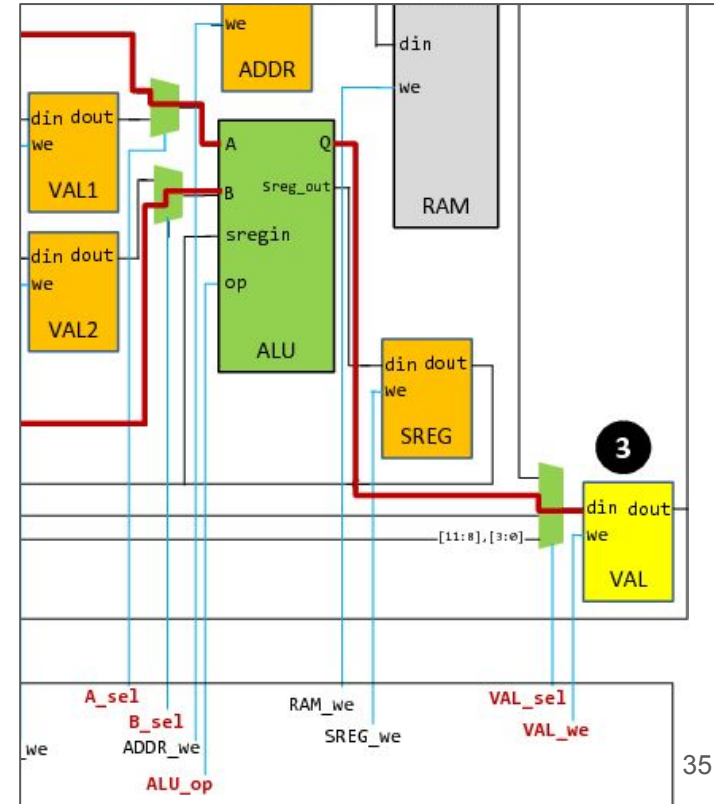 we
ADDR
din
we
RAM
din dout
we
VAL1
din dout
we
VAL2
A
Q
B
Sreg_out
sregin
op
ALU
din dout
we
SREG
3
din dout
we
VAL
[11:8],[3:0]
A_sel
B_sel
ADDR_we
ALU_op
RAM_we
SREG_we
VAL_sel
VAL_we
_we
35